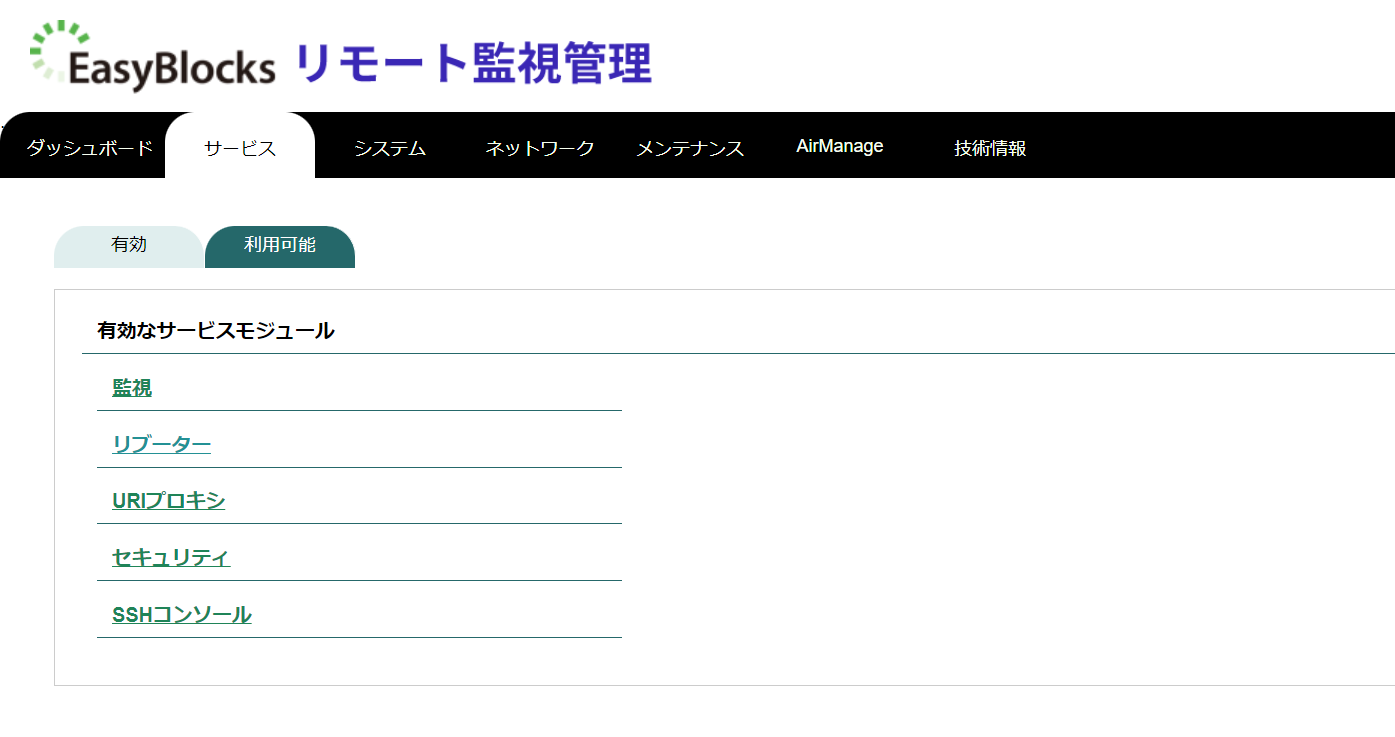 EasyBlocks リモート監視管理
ダッシュボード サービス システム ネットワーク メンテナンス AirManage 技術情報
有効 利用可能
有効なサービスモジュール
監視
リブーター
URIプロキシ
セキュリティ
SSHコンソール